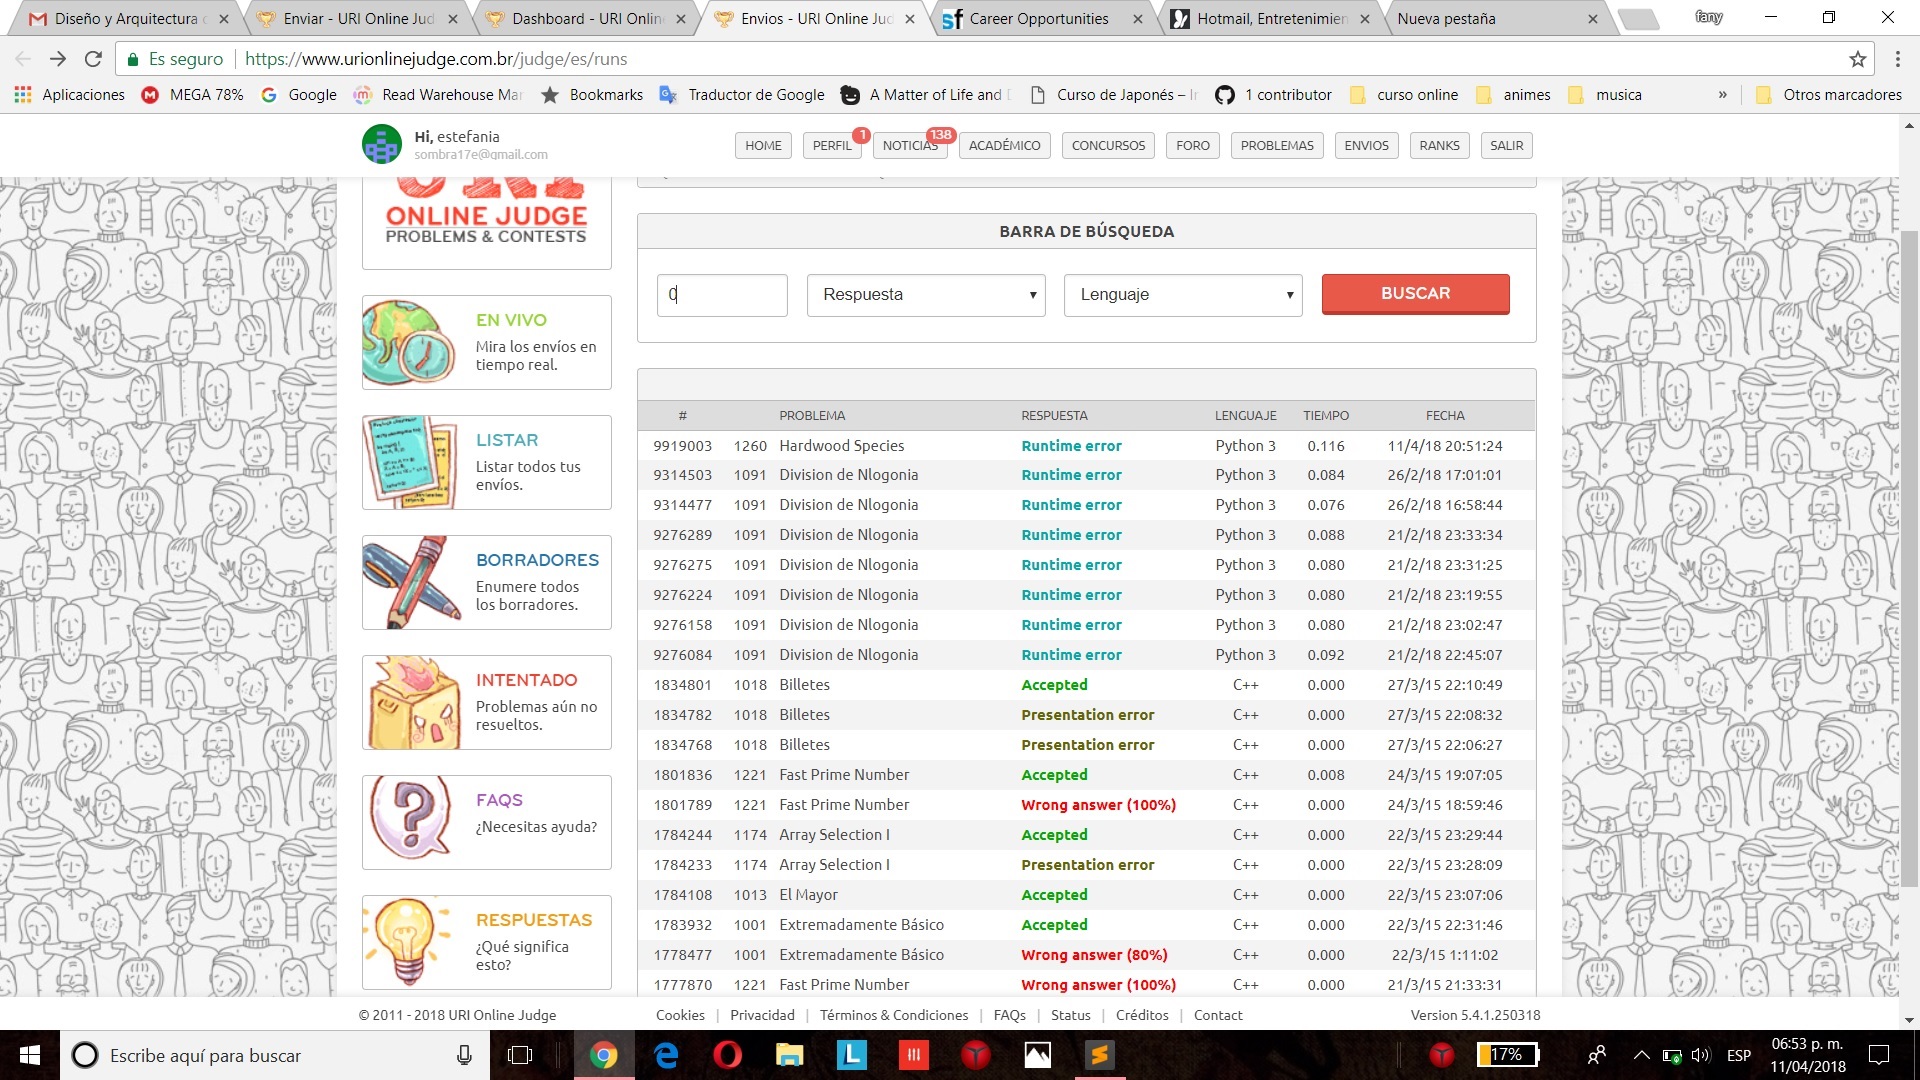 Diseño y Arquitectura
Enviar - URI Online Jud
Dashboard - URI Online
Envios - URI Online Jud
Career Opportunities
Hotmail, Entretenimien
Nueva pestaña
fany
Es seguro
https://www.urionlinejudge.com.br/judge/es/runs
Aplicaciones
MEGA 78%
Google
Read Warehouse Mar
Bookmarks
Traductor de Google
A Matter of Life and
Curso de Japonés –
1 contributor
curso online
animes
musica
»
Otros marcadores
Hi, estefania
sombra17e@gmail.com
HOME
PERFIL 1
NOTICIAS 138
ACADÉMICO
CONCURSOS
FORO
PROBLEMAS
ENVIOS
RANKS
SALIR
URI
ONLINE JUDGE
PROBLEMS & CONTESTS
EN VIVO
Mira los envíos en
tiempo real.
LISTAR
Listar todos tus
envíos.
BORRADORES
Enumere todos
los borradores.
INTENTADO
Problemas aún no
resueltos.
FAQS
¿Necesitas ayuda?
RESPUESTAS
¿Qué significa
esto?
BARRA DE BÚSQUEDA
0
Respuesta
Lenguaje
BUSCAR
# PROBLEMA RESPUESTA LENGUAJE TIEMPO FECHA
9919003 1260 Hardwood Species Runtime error Python 3 0.116 11/4/18 20:51:24
9314503 1091 Division de Nlogonia Runtime error Python 3 0.084 26/2/18 17:01:01
9314477 1091 Division de Nlogonia Runtime error Python 3 0.076 26/2/18 16:58:44
9276289 1091 Division de Nlogonia Runtime error Python 3 0.088 21/2/18 23:33:34
9276275 1091 Division de Nlogonia Runtime error Python 3 0.080 21/2/18 23:31:25
9276224 1091 Division de Nlogonia Runtime error Python 3 0.080 21/2/18 23:19:55
9276158 1091 Division de Nlogonia Runtime error Python 3 0.080 21/2/18 23:02:47
9276084 1091 Division de Nlogonia Runtime error Python 3 0.092 21/2/18 22:45:07
1834801 1018 Billetes Accepted C++ 0.000 27/3/15 22:10:49
1834782 1018 Billetes Presentation error C++ 0.000 27/3/15 22:08:32
1834768 1018 Billetes Presentation error C++ 0.000 27/3/15 22:06:27
1801836 1221 Fast Prime Number Accepted C++ 0.008 24/3/15 19:07:05
1801789 1221 Fast Prime Number Wrong answer (100%) C++ 0.000 24/3/15 18:59:46
1784244 1174 Array Selection I Accepted C++ 0.000 22/3/15 23:29:44
1784233 1174 Array Selection I Presentation error C++ 0.000 22/3/15 23:28:09
1784108 1013 El Mayor Accepted C++ 0.000 22/3/15 23:07:06
1783932 1001 Extremadamente Básico Accepted C++ 0.000 22/3/15 22:31:46
1778477 1001 Extremadamente Básico Wrong answer (80%) C++ 0.000 22/3/15 1:11:02
1777870 1221 Fast Prime Number Wrong answer (100%) C++ 0.000 21/3/15 21:33:31
© 2011 - 2018 URI Online Judge
Cookies | Privacidad | Términos & Condiciones | FAQs | Status | Créditos | Contact
Version 5.4.1.250318
Escribe aquí para buscar
17%
ESP
06:53 p. m.
11/04/2018